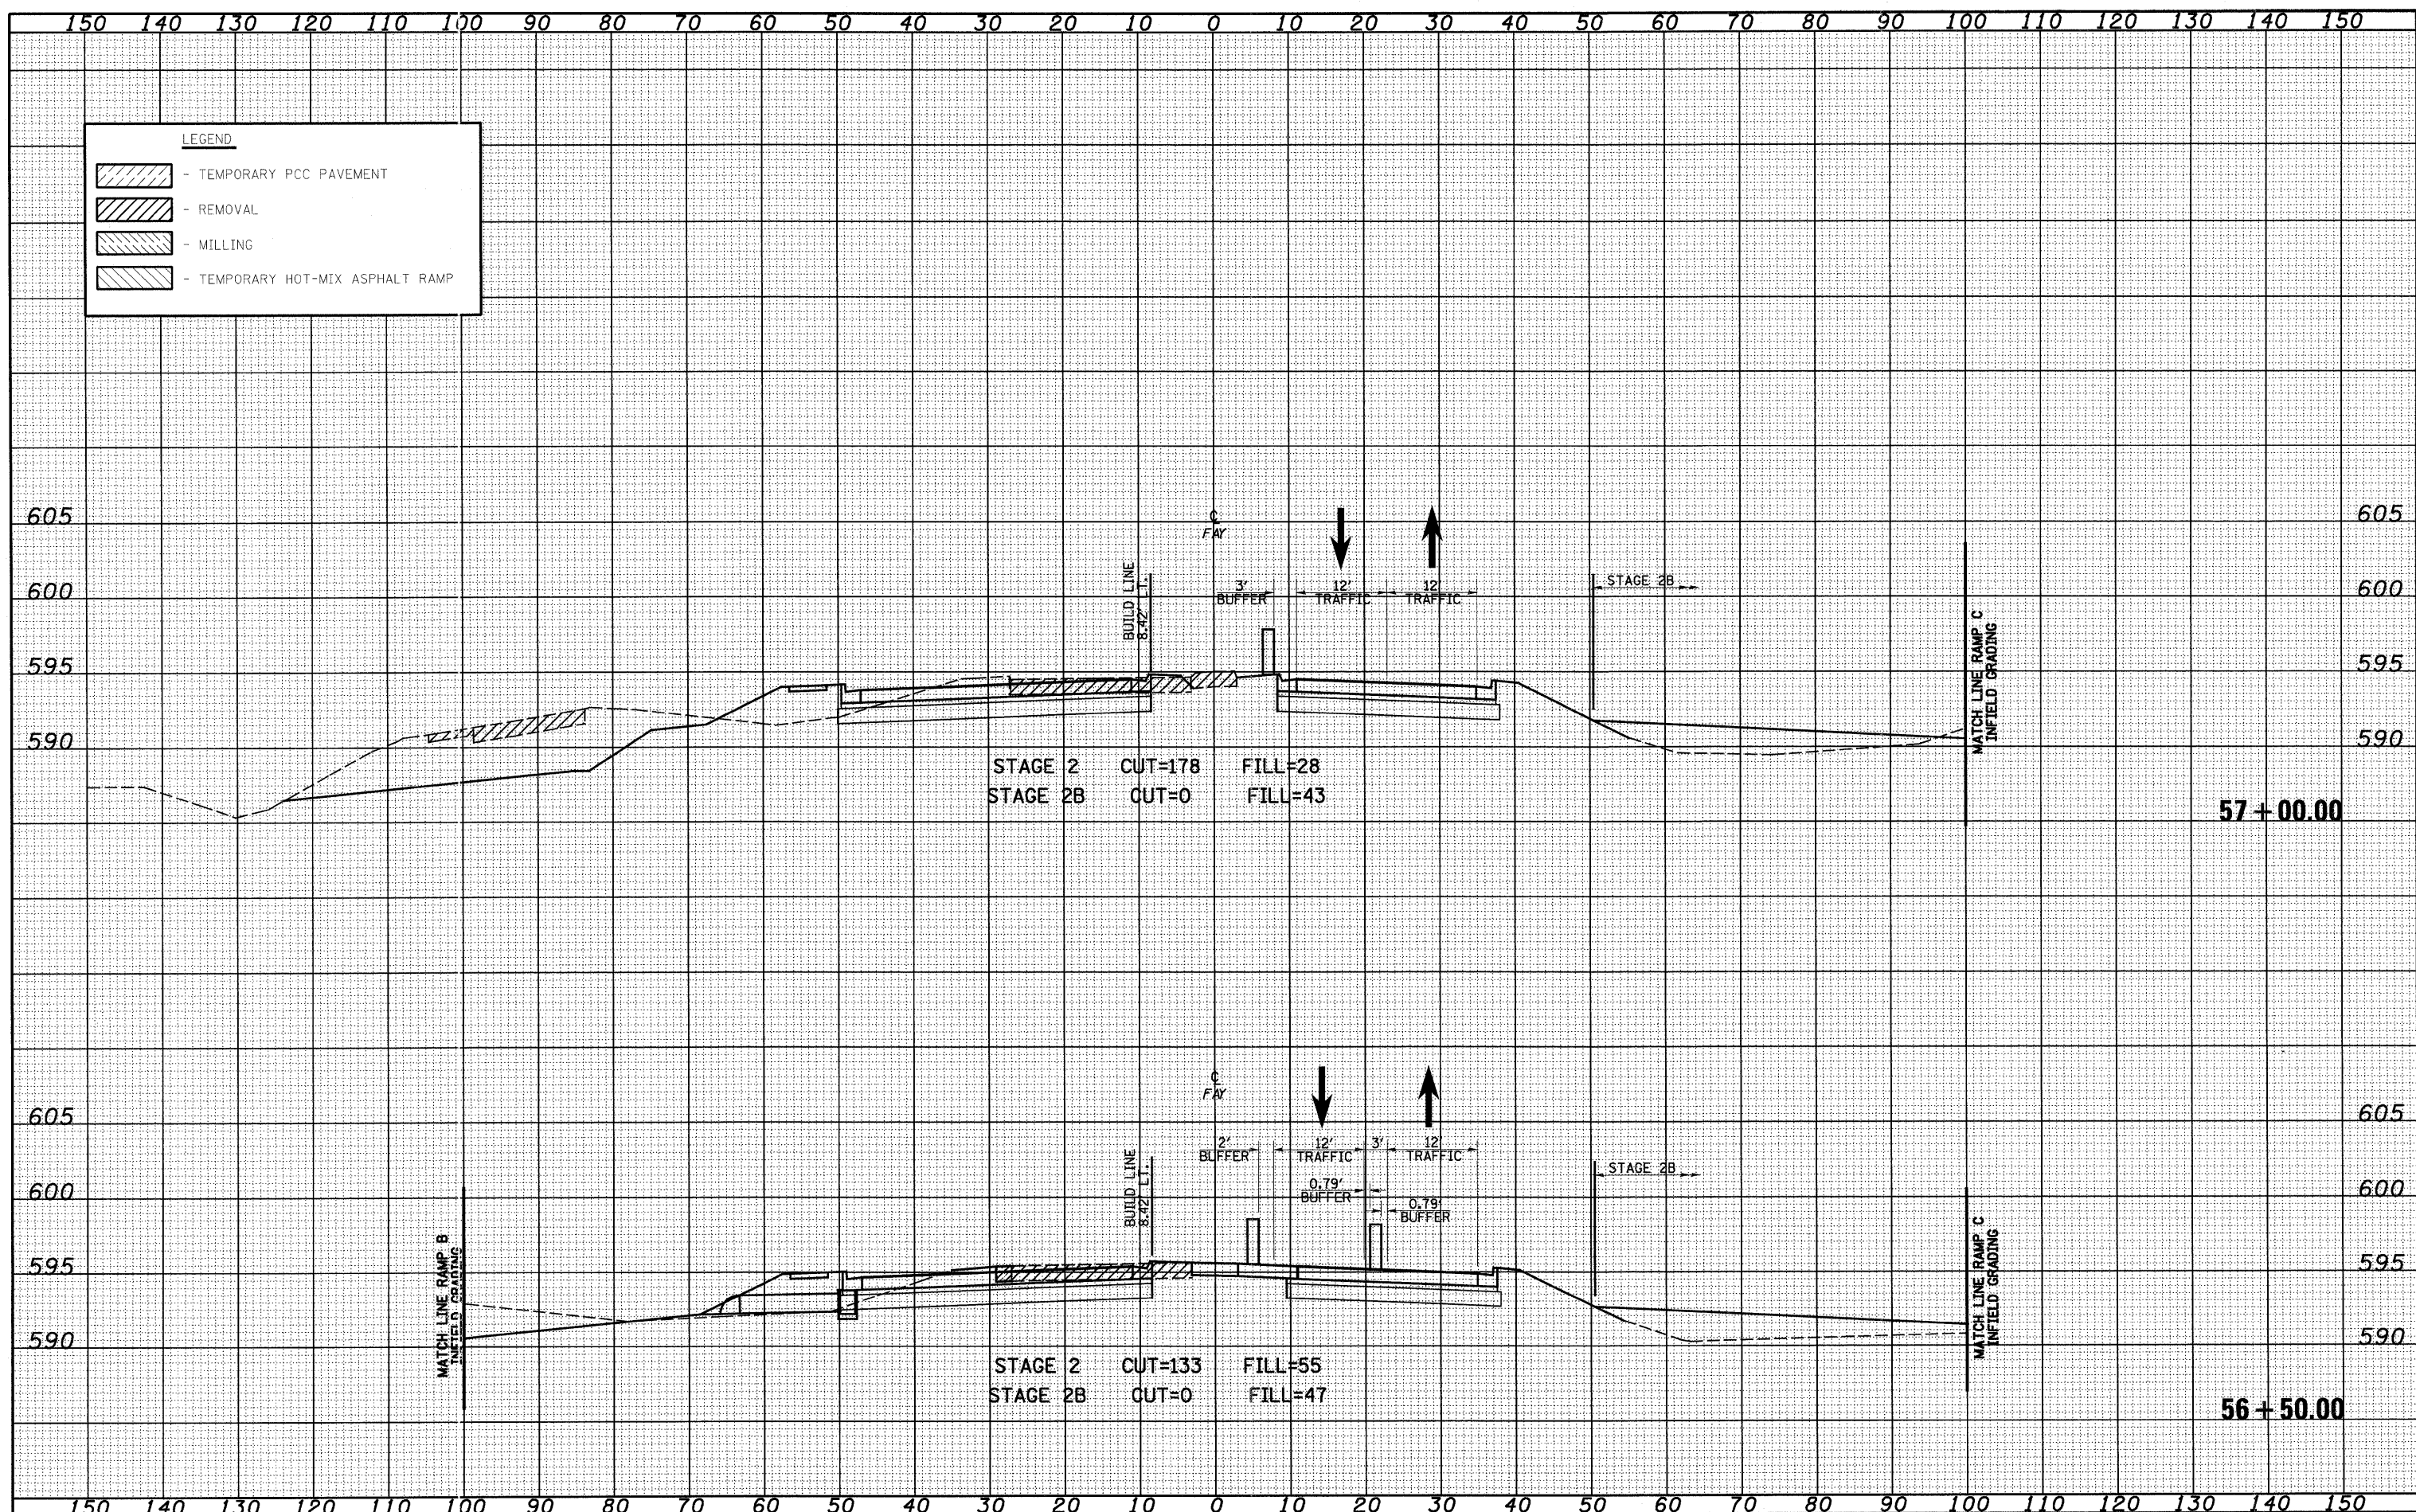 150 140 130 120 110 100 90 80 70 60 50 40 30 20 10 0 10 20 30 40 50 60 70 80 90 100 110 120 130 140 150
LEGEND
- TEMPORARY PCC PAVEMENT
- REMOVAL
- MILLING
- TEMPORARY HOT-MIX ASPHALT RAMP
605 605
℄
FAY
600 600
BUILD LINE
8.42' LT.
3'
BUFFER
12'
TRAFFIC
12'
TRAFFIC
STAGE 2B
595 595
MATCH LINE RAMP C
INFIELD GRADING
590 590
STAGE 2 CUT=178 FILL=28
STAGE 2B CUT=0 FILL=43
57+00.00
℄
FAY
605 605
BUILD LINE
8.42' LT.
2'
BUFFER
12'
TRAFFIC
3'
12'
TRAFFIC
0.79'
BUFFER
0.79'
BUFFER
STAGE 2B
600 600
MATCH LINE RAMP B
INFIELD GRADING
MATCH LINE RAMP C
INFIELD GRADING
595 595
590 590
STAGE 2 CUT=133 FILL=55
STAGE 2B CUT=0 FILL=47
56+50.00
150 140 130 120 110 100 90 80 70 60 50 40 30 20 10 0 10 20 30 40 50 60 70 80 90 100 110 120 130 140 150